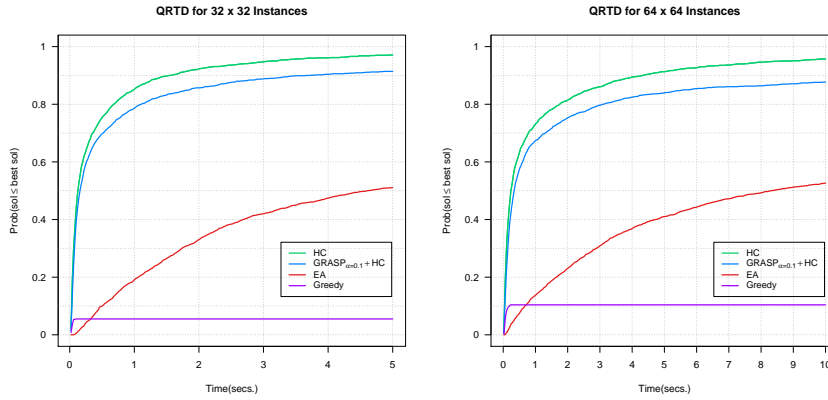 QRTD for 32 x 32 Instances
Prob(sol ≤ best sol)
1
0.8
0.6
0.4
0.2
0
HC
GRASPα=0.1 + HC
EA
Greedy
0 1 2 3 4 5
Time(secs.)
QRTD for 64 x 64 Instances
Prob(sol ≤ best sol)
1
0.8
0.6
0.4
0.2
0
HC
GRASPα=0.1 + HC
EA
Greedy
0 1 2 3 4 5 6 7 8 9 10
Time(secs.)